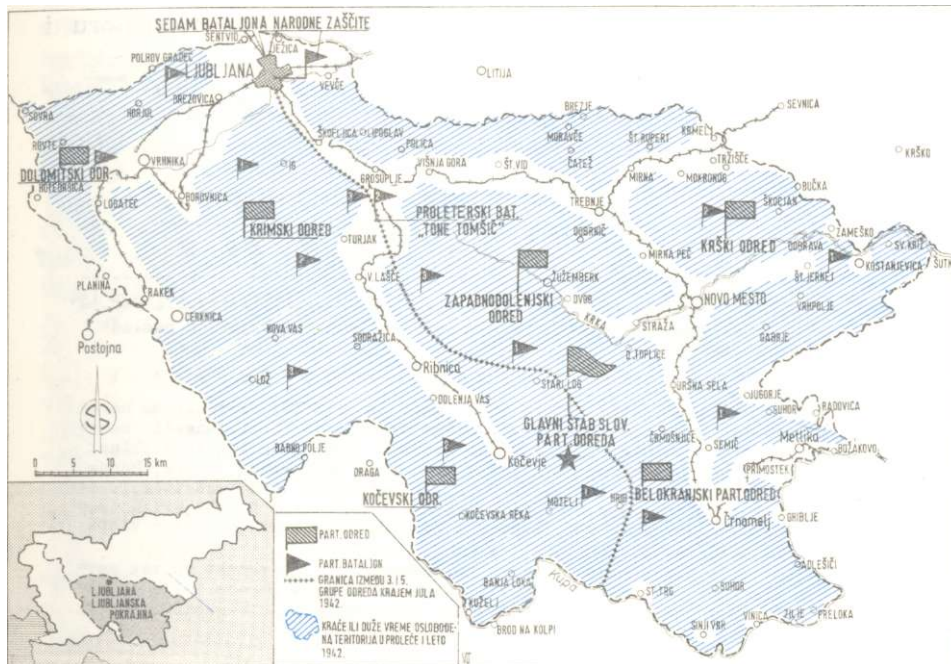 SEDAM BATALJONA NARODNE ZAŠČITE
ŠENTVID
JEŽICA
POLHOV GRADEC
LJUBLJANA
VEVČE
LITIJA
SEVNICA
BREZOVICA
HORJUL
BREZJE
MORAVČE
ŠT. RUPERT
KRMELJ
KRŠKO
ROVTE
VRHNIKA
ŠKOFLJICA
LIPOGLAV
POLICA
VIŠNJA GORA
ŠT. VID
ČATEŽ
MIRNA
MOKRONOG
TRŽIŠČE
BUČKA
DOLOMITSKI ODR.
HOTEDRŠICA
IG
GROSUPLJE
BOROVNICA
LOGATEC
KRIMSKI ODRED
PROLETERSKI BAT.
„TONE TOMŠIČ"
TREBNJE
ŠKOCJAN
ZAMEŠKO
KRŠKI ODRED
DOBRAVA
SV. KRIŽ
KOSTANJEVICA
TURJAK
DOBRNIČ
MIRNA PEČ
ŠT. JERNEJ
PLANINA
RAKEK
V. LAŠČE
ŽUŽEMBERK
ZAPADNODOLENJSKI
ODRED
DVOR
KRKA
STRAŽA
NOVO MESTO
VRHPOLJE
CERKNICA
Postojna
NOVA VAS
SODRAŽICA
GABRJE
LOŽ
Ribnica
STARI LOG
D. TOPLICE
URŠNA SELA
JUGORJE
SUHOR
RADOVICA
DOLENJA VAS
GLAVNI ŠTAB SLOV.
PART. ODREDA
ČRMOŠNJICE
SEMIČ
Metlika
BOŽAKOVO
0 5 10 15 km
BABNO POLJE
DRAGA
Kočevje
PRIMOSTEK
KOČEVSKI ODR.
MOZELJ
BELOKRANJSKI PART. ODRED
KOČEVSKA REKA
Črnomelj
GRIBLJE
ADLEŠIČI
BANJA LOKA
Kupa
KUŽELJ
BROD NA KOLPI
ST. TRG
SUHOR
SINJI VRH
VINICA
ŽILJE
PRELOKA
LJUBLJANA
LJUBLJANSKA
POKRAJINA
PART. ODRED
PART. BATALJON
GRANICA IZMEĐU 3. I 5.
GRUPE ODREDA KRAJEM JULA
1942.
KRAĆE ILI DUŽE VREME OSLOBOĐE-
NA TERITORIJA U PROLEĆE I LETO
1942.